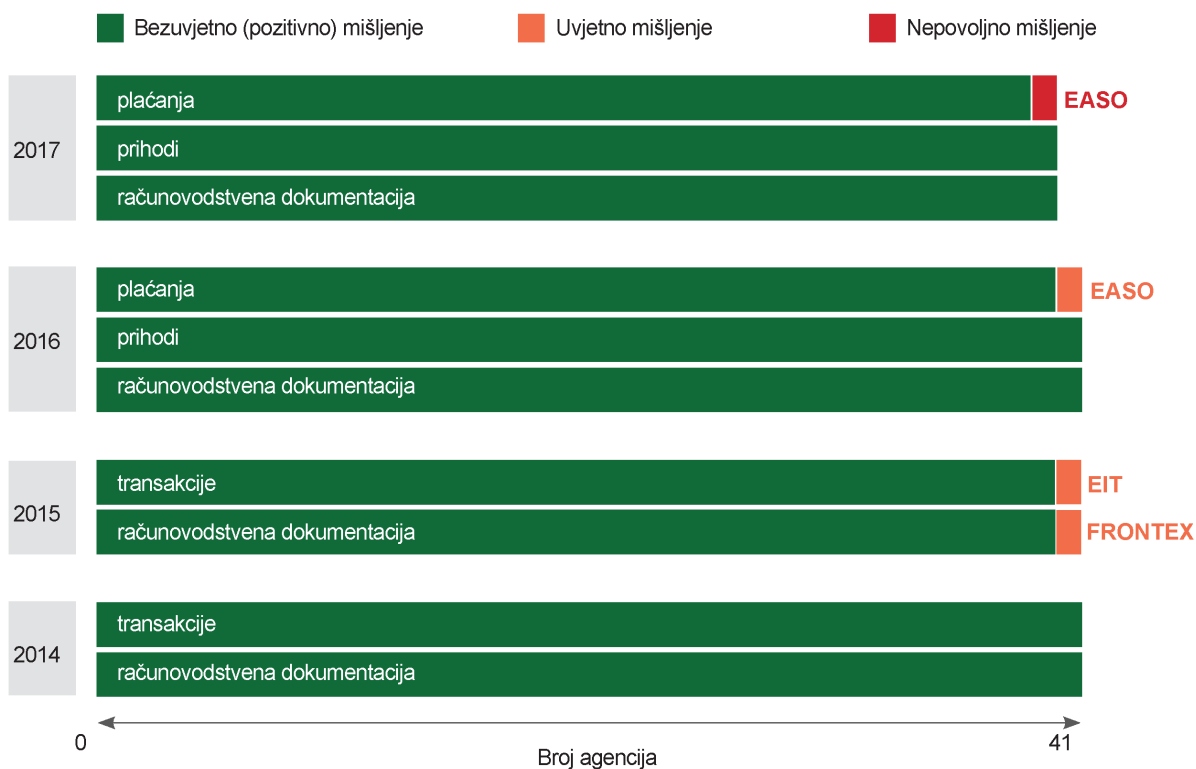 Bezuvjetno (pozitivno) mišljenje
Uvjetno mišljenje
Nepovoljno mišljenje
2017
plaćanja
EASO
prihodi
računovodstvena dokumentacija
2016
plaćanja
EASO
prihodi
računovodstvena dokumentacija
2015
transakcije
EIT
računovodstvena dokumentacija
FRONTEX
2014
transakcije
računovodstvena dokumentacija
0
41
Broj agencija